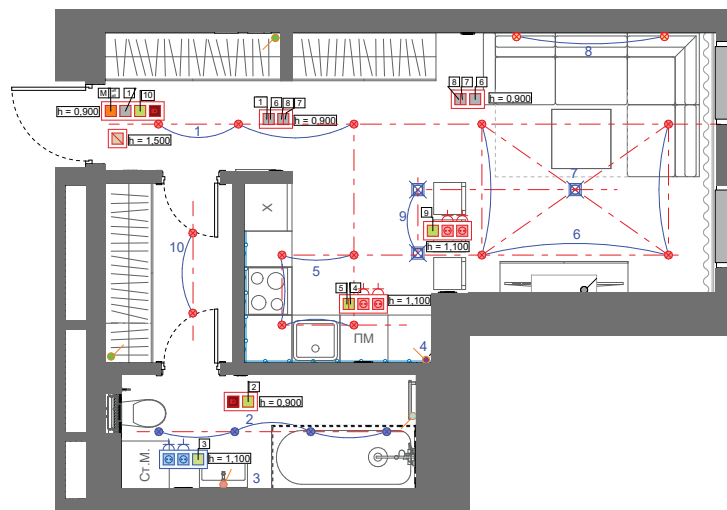 8
8 7 6
h = 0,900
М 1 10
h = 0,900
1
h = 1,500
1 6 8 7
h = 0,900
7
Х
9
9
h = 1,100
6
10
5
5 4
h = 1,100
ПМ
4
2
h = 0,900
2
3
h = 1,100
Ст.М.
3